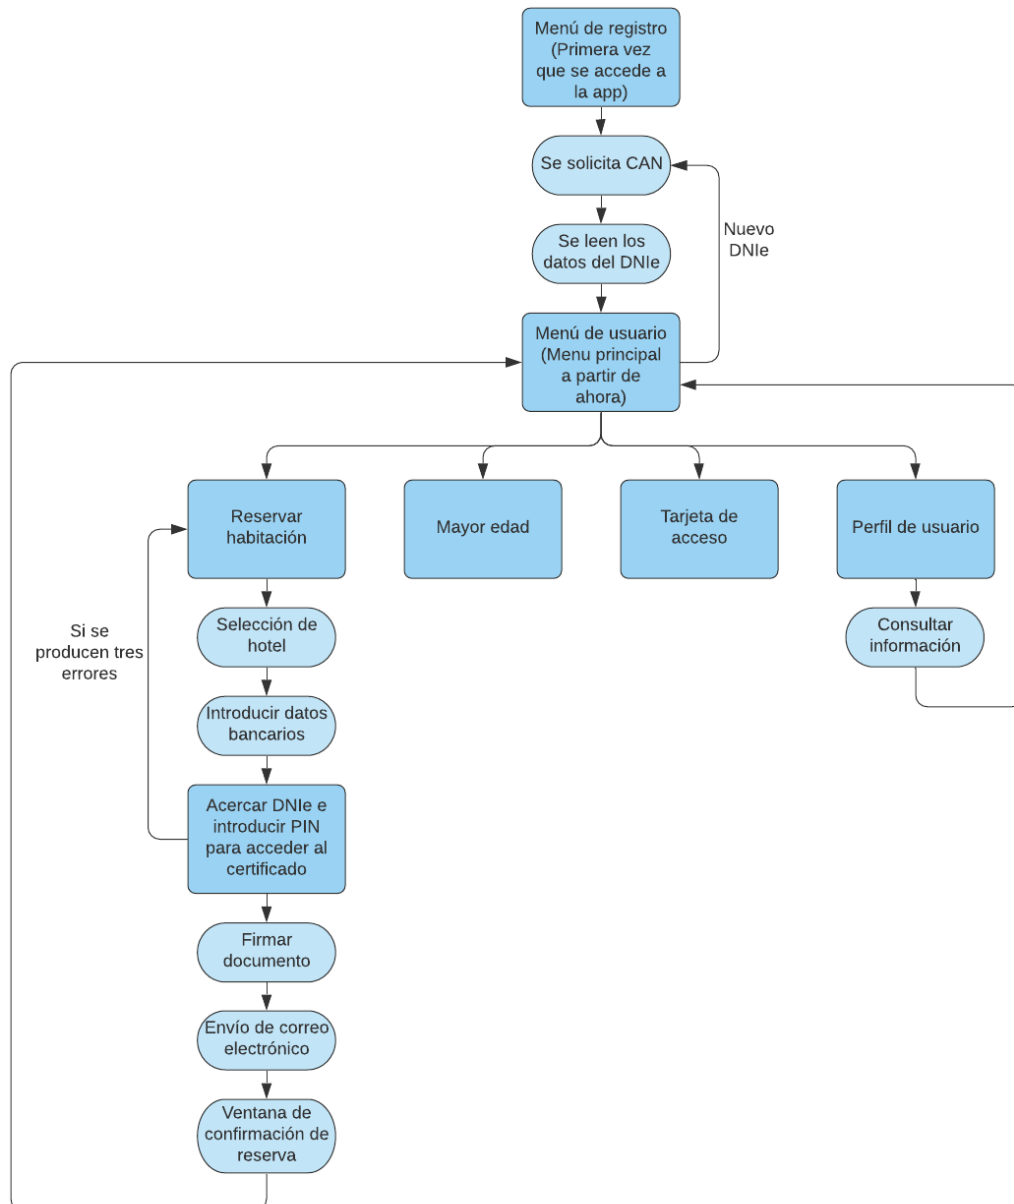 Menú de registro
(Primera vez
que se accede a
la app)
Se solicita CAN
Nuevo
DNIe
Se leen los
datos del DNIe
Menú de usuario
(Menu principal
a partir de
ahora)
Reservar
habitación
Mayor edad
Tarjeta de
acceso
Perfil de usuario
Si se
producen tres
errores
Selección de
hotel
Consultar
información
Introducir datos
bancarios
Acercar DNIe e
introducir PIN
para acceder al
certificado
Firmar
documento
Envío de correo
electrónico
Ventana de
confirmación de
reserva